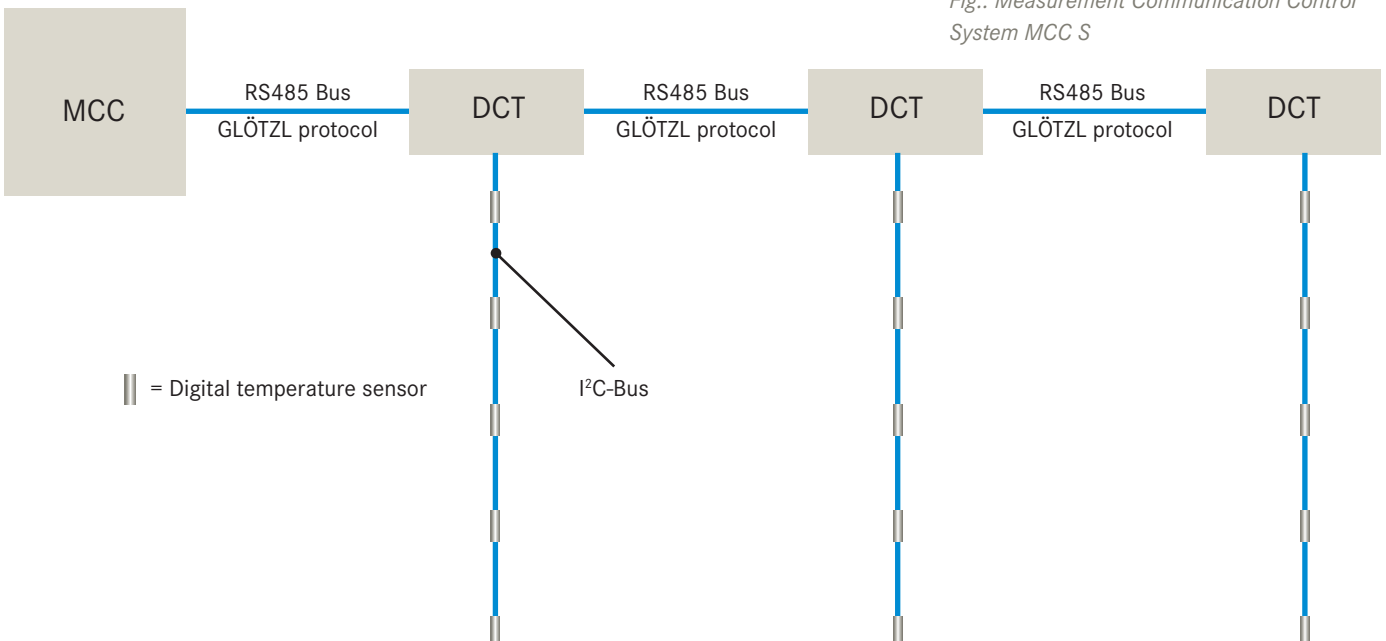 Fig.: Measurement Communication Control
System MCC S
MCC
RS485 Bus
GLÖTZL protocol
DCT
RS485 Bus
GLÖTZL protocol
DCT
RS485 Bus
GLÖTZL protocol
DCT
= Digital temperature sensor
I²C-Bus